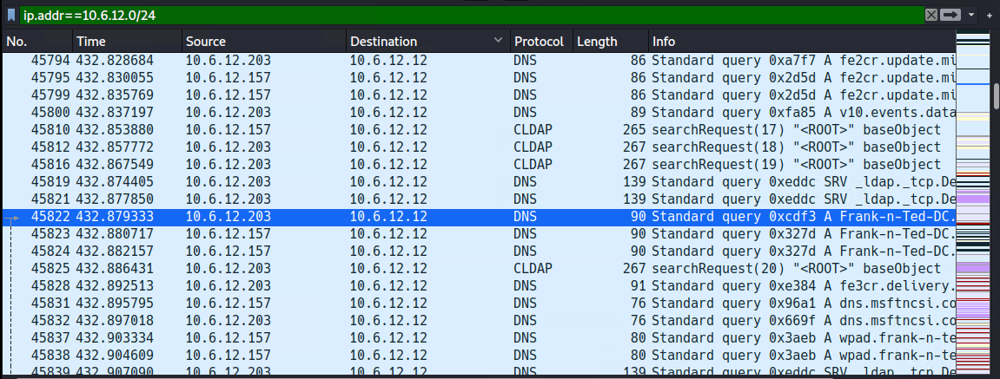 ip.addr==10.6.12.0/24
No. Time Source Destination Protocol Length Info
45794 432.828684 10.6.12.203 10.6.12.12 DNS 86 Standard query 0xa7f7 A fe2cr.update.mi
45795 432.830055 10.6.12.157 10.6.12.12 DNS 86 Standard query 0x2d5d A fe2cr.update.mi
45799 432.835769 10.6.12.157 10.6.12.12 DNS 86 Standard query 0x2d5d A fe2cr.update.mi
45800 432.837197 10.6.12.203 10.6.12.12 DNS 89 Standard query 0xfa85 A v10.events.data
45810 432.853880 10.6.12.157 10.6.12.12 CLDAP 265 searchRequest(17) "<ROOT>" baseObject
45812 432.857772 10.6.12.203 10.6.12.12 CLDAP 267 searchRequest(18) "<ROOT>" baseObject
45816 432.867549 10.6.12.203 10.6.12.12 CLDAP 267 searchRequest(19) "<ROOT>" baseObject
45819 432.874405 10.6.12.203 10.6.12.12 DNS 139 Standard query 0xeddc SRV _ldap._tcp.De
45821 432.877850 10.6.12.203 10.6.12.12 DNS 139 Standard query 0xeddc SRV _ldap._tcp.De
45822 432.879333 10.6.12.203 10.6.12.12 DNS 90 Standard query 0xcdf3 A Frank-n-Ted-DC.
45823 432.880717 10.6.12.157 10.6.12.12 DNS 90 Standard query 0x327d A Frank-n-Ted-DC.
45824 432.882157 10.6.12.157 10.6.12.12 DNS 90 Standard query 0x327d A Frank-n-Ted-DC.
45825 432.886431 10.6.12.203 10.6.12.12 CLDAP 267 searchRequest(20) "<ROOT>" baseObject
45828 432.892513 10.6.12.203 10.6.12.12 DNS 91 Standard query 0xe384 A fe3cr.delivery.
45831 432.895795 10.6.12.157 10.6.12.12 DNS 76 Standard query 0x96a1 A dns.msftncsi.co
45832 432.897018 10.6.12.203 10.6.12.12 DNS 76 Standard query 0x669f A dns.msftncsi.co
45837 432.903334 10.6.12.157 10.6.12.12 DNS 80 Standard query 0x3aeb A wpad.frank-n-te
45838 432.904609 10.6.12.157 10.6.12.12 DNS 80 Standard query 0x3aeb A wpad.frank-n-te
45839 432.907090 10.6.12.203 10.6.12.12 DNS 139 Standard query 0xeddc SRV _ldap._tcp.De